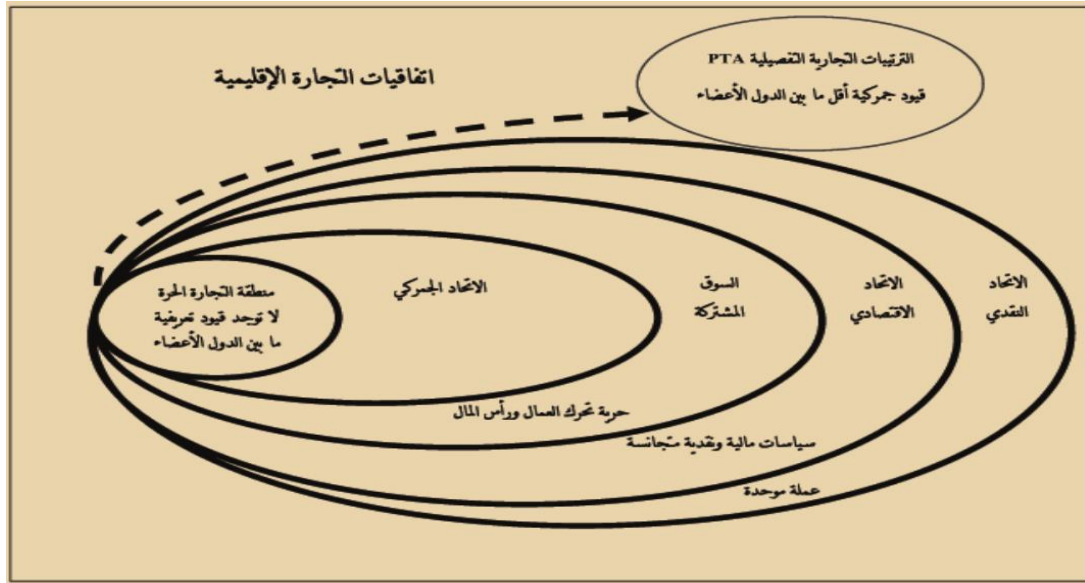 اتفاقيات التجارة الإقليمية
الترتيبات التجارية التفصيلية PTA
قيود جمركية أقل ما بين الدول الأعضاء
الاتحاد
النقدي
الاتحاد
الاقتصادي
السوق
المشتركة
الاتحاد الجمركي
منطقة التجارة الحرة
لا توجد قيود تعريفية
ما بين الدول الأعضاء
حرية تحرك العمال ورأس المال
سياسات مالية ونقدية متجانسة
عملة موحدة